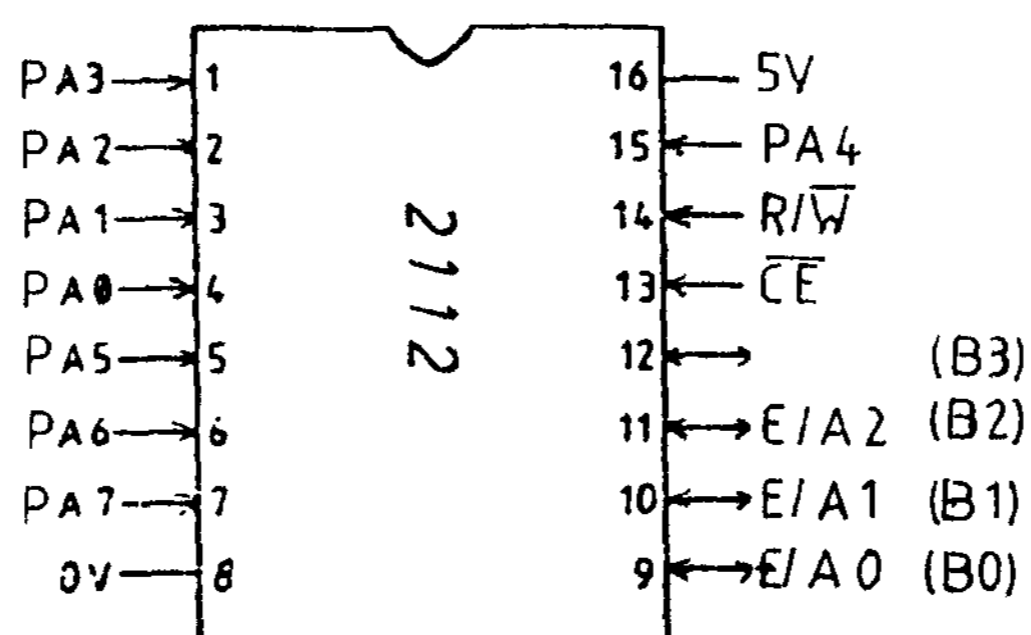 PA3 1 16 5V
PA2 2 15 PA4
PA1 3 14 R/W̅
PA0 4 13 C̅E̅
PA5 5 12 (B3)
PA6 6 11 E/A2 (B2)
PA7 7 10 E/A1 (B1)
0V 8 9 E/A0 (B0)
2112